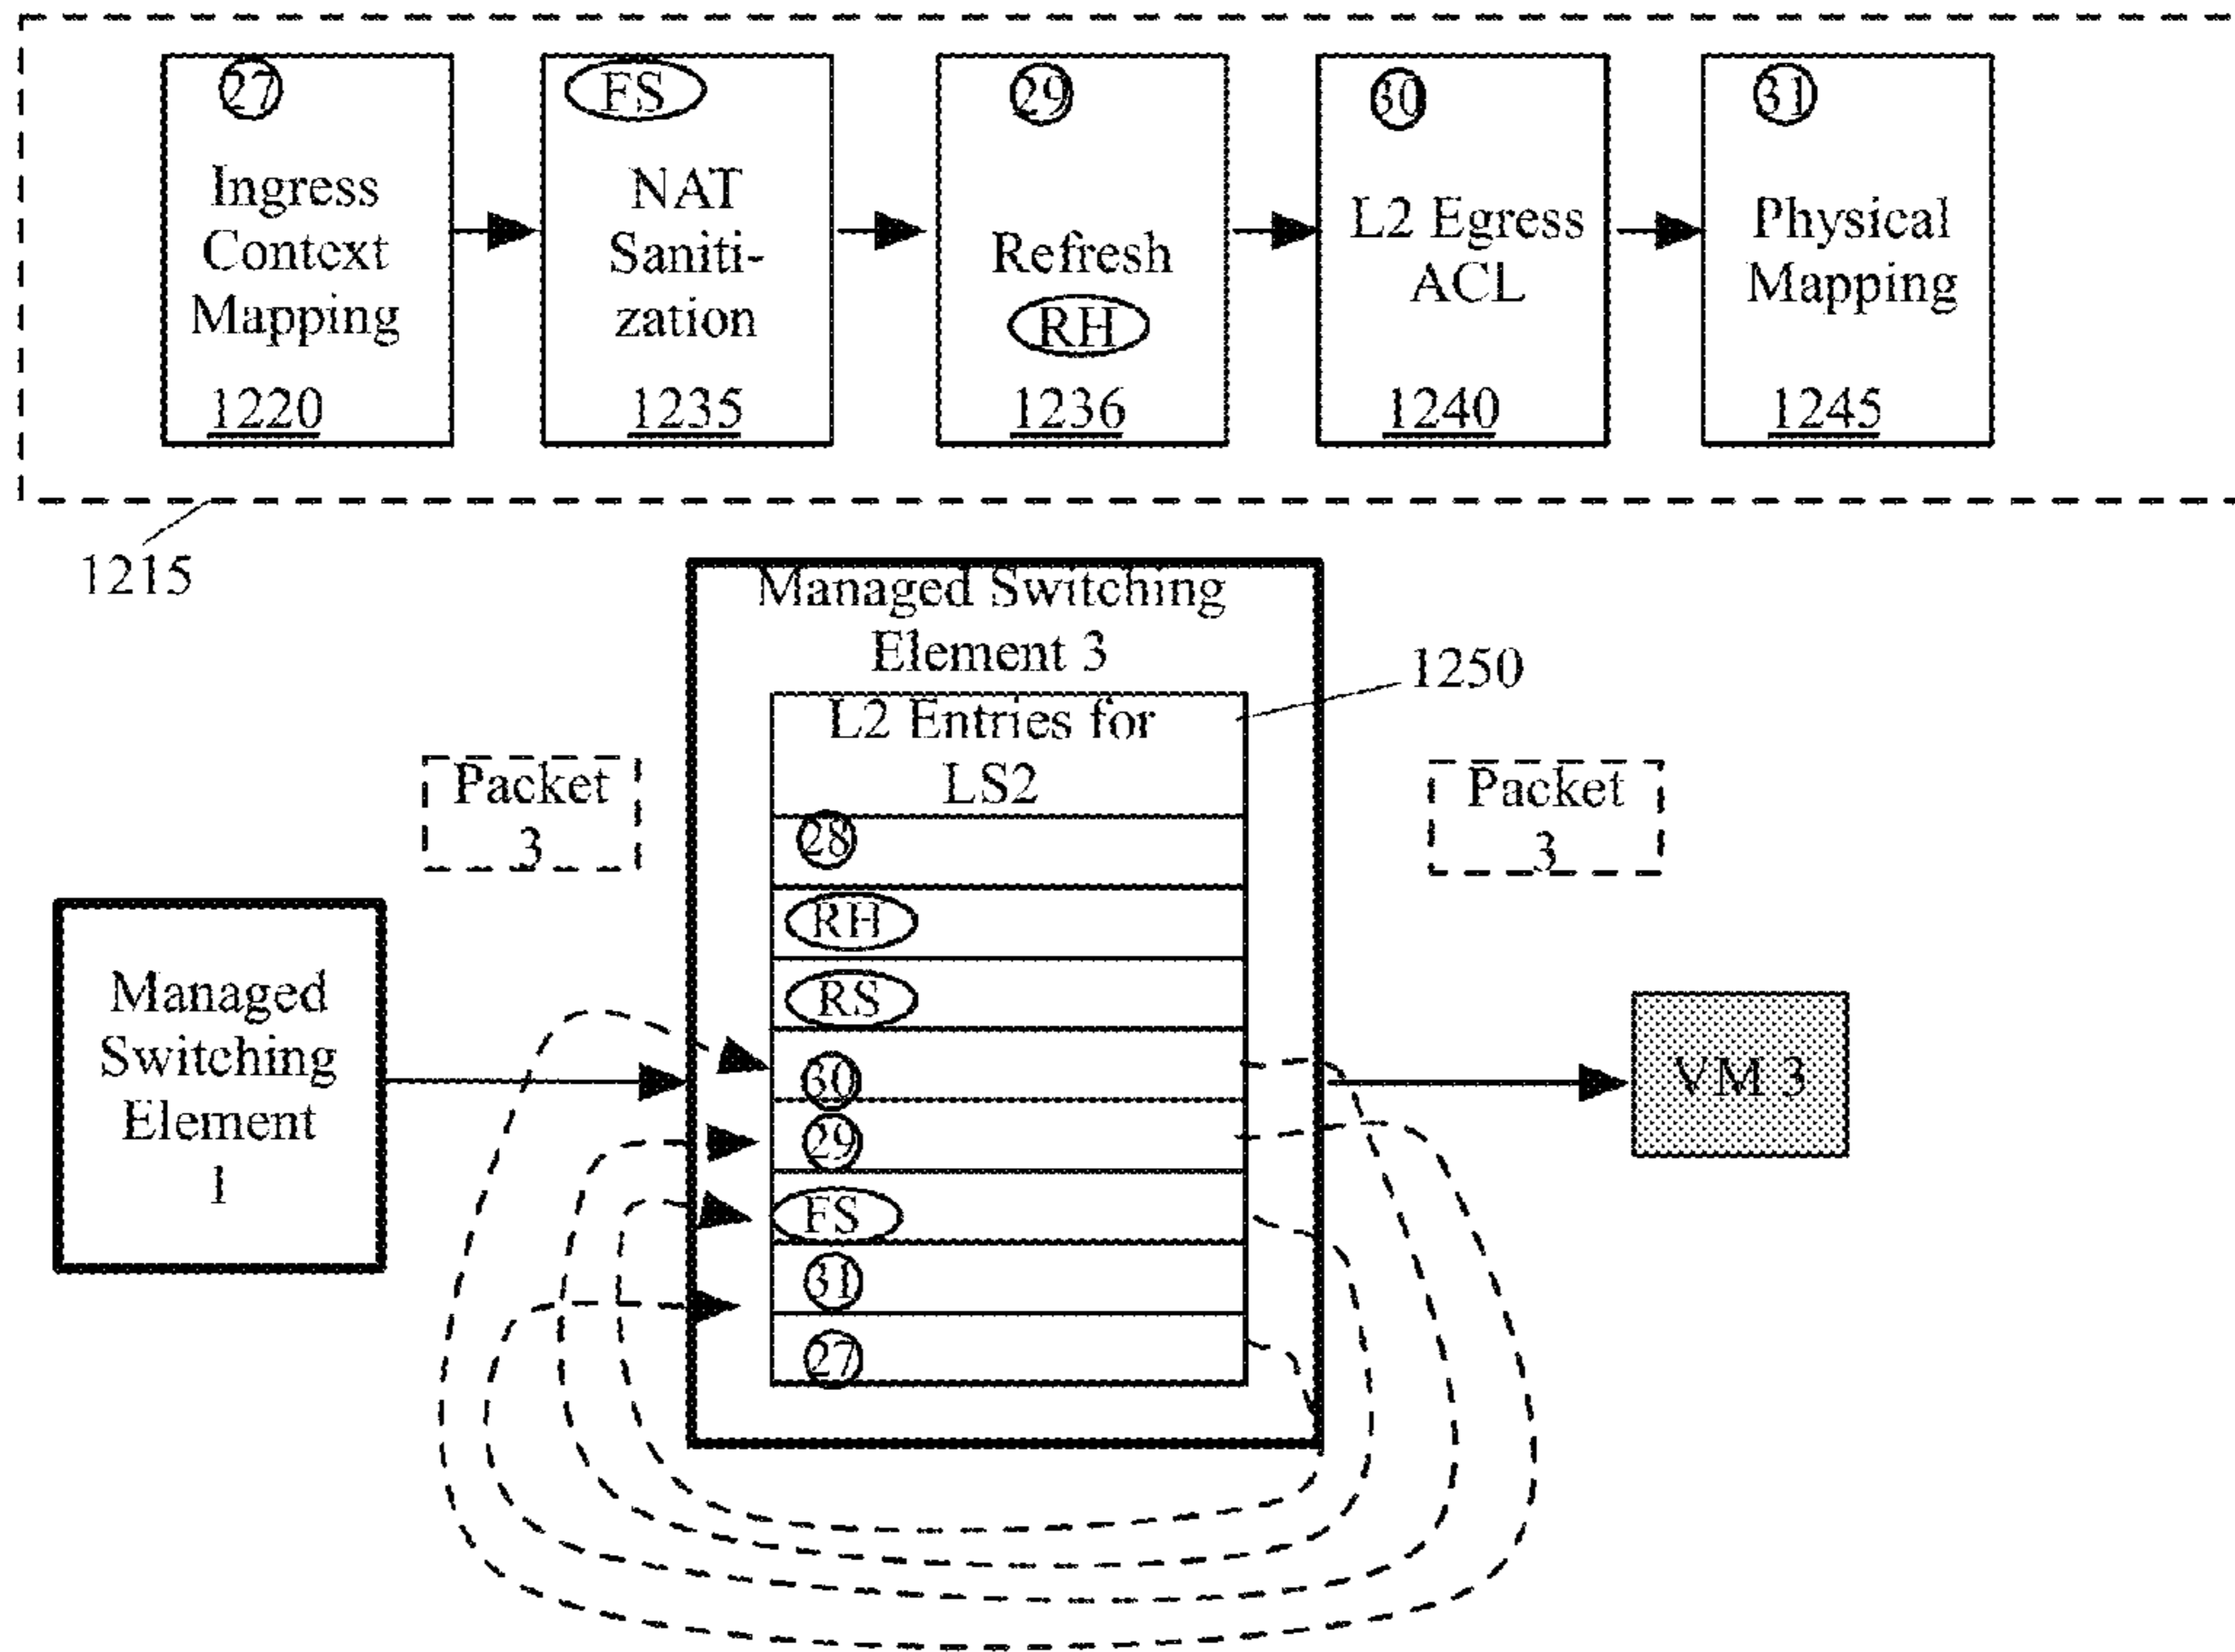 27
Ingress
Context
Mapping
1220
FS
NAT
Saniti-
zation
1235
29
Refresh
RH
1236
30
L2 Egress
ACL
1240
31
Physical
Mapping
1245
1215
Managed Switching
Element 3
1250
L2 Entries for
LS2
Packet
3
Packet
3
28
RH
RS
30
29
FS
31
27
Managed
Switching
Element
1
VM 3